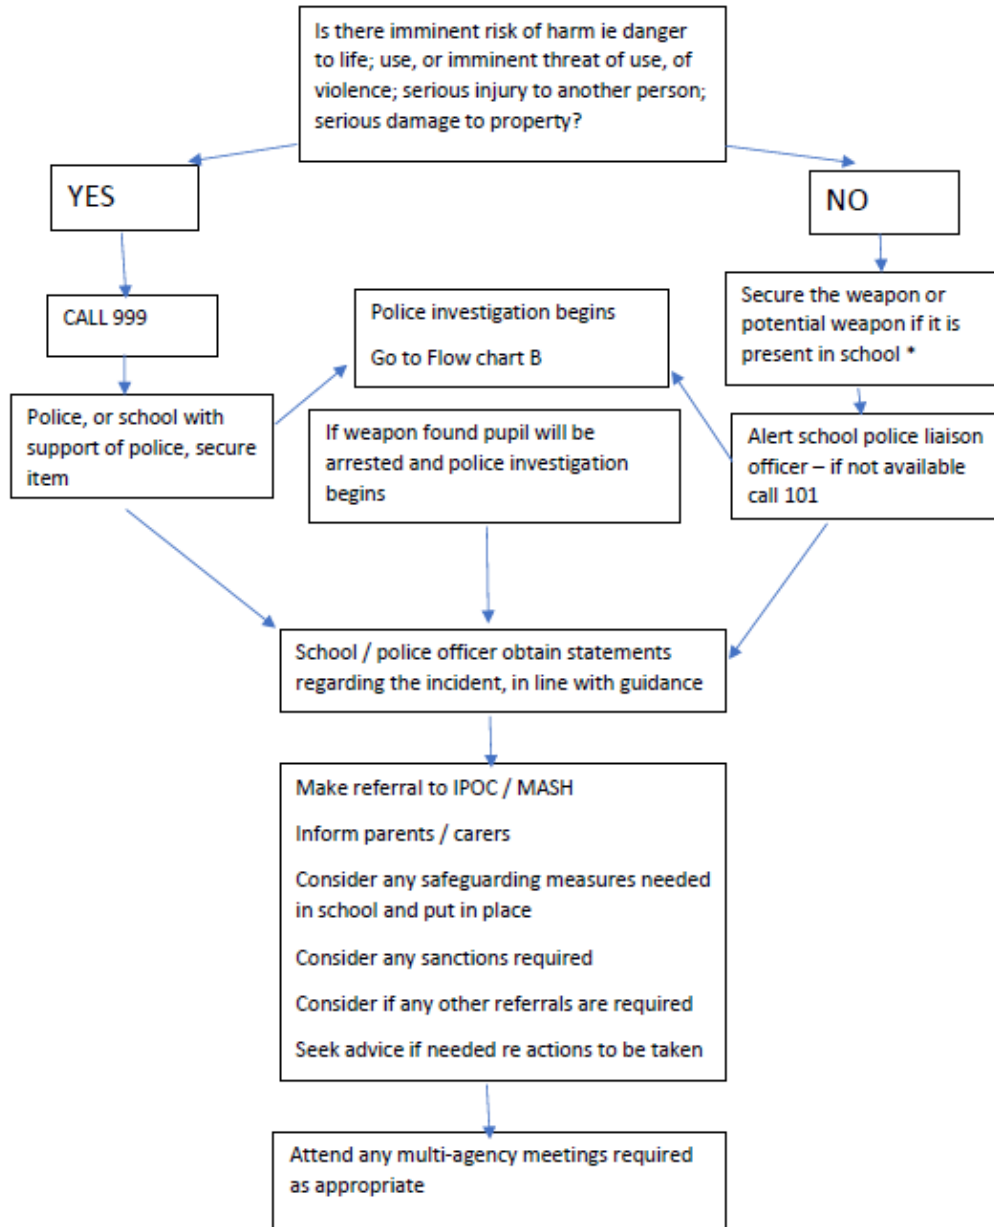 Is there imminent risk of harm ie danger
to life; use, or imminent threat of use, of
violence; serious injury to another person;
serious damage to property?
YES
NO
CALL 999
Police investigation begins
Go to Flow chart B
Secure the weapon or
potential weapon if it is
present in school *
Police, or school with
support of police, secure
item
If weapon found pupil will be
arrested and police investigation
begins
Alert school police liaison
officer – if not available
call 101
School / police officer obtain statements
regarding the incident, in line with guidance
Make referral to IPOC / MASH
Inform parents / carers
Consider any safeguarding measures needed
in school and put in place
Consider any sanctions required
Consider if any other referrals are required
Seek advice if needed re actions to be taken
Attend any multi-agency meetings required
as appropriate